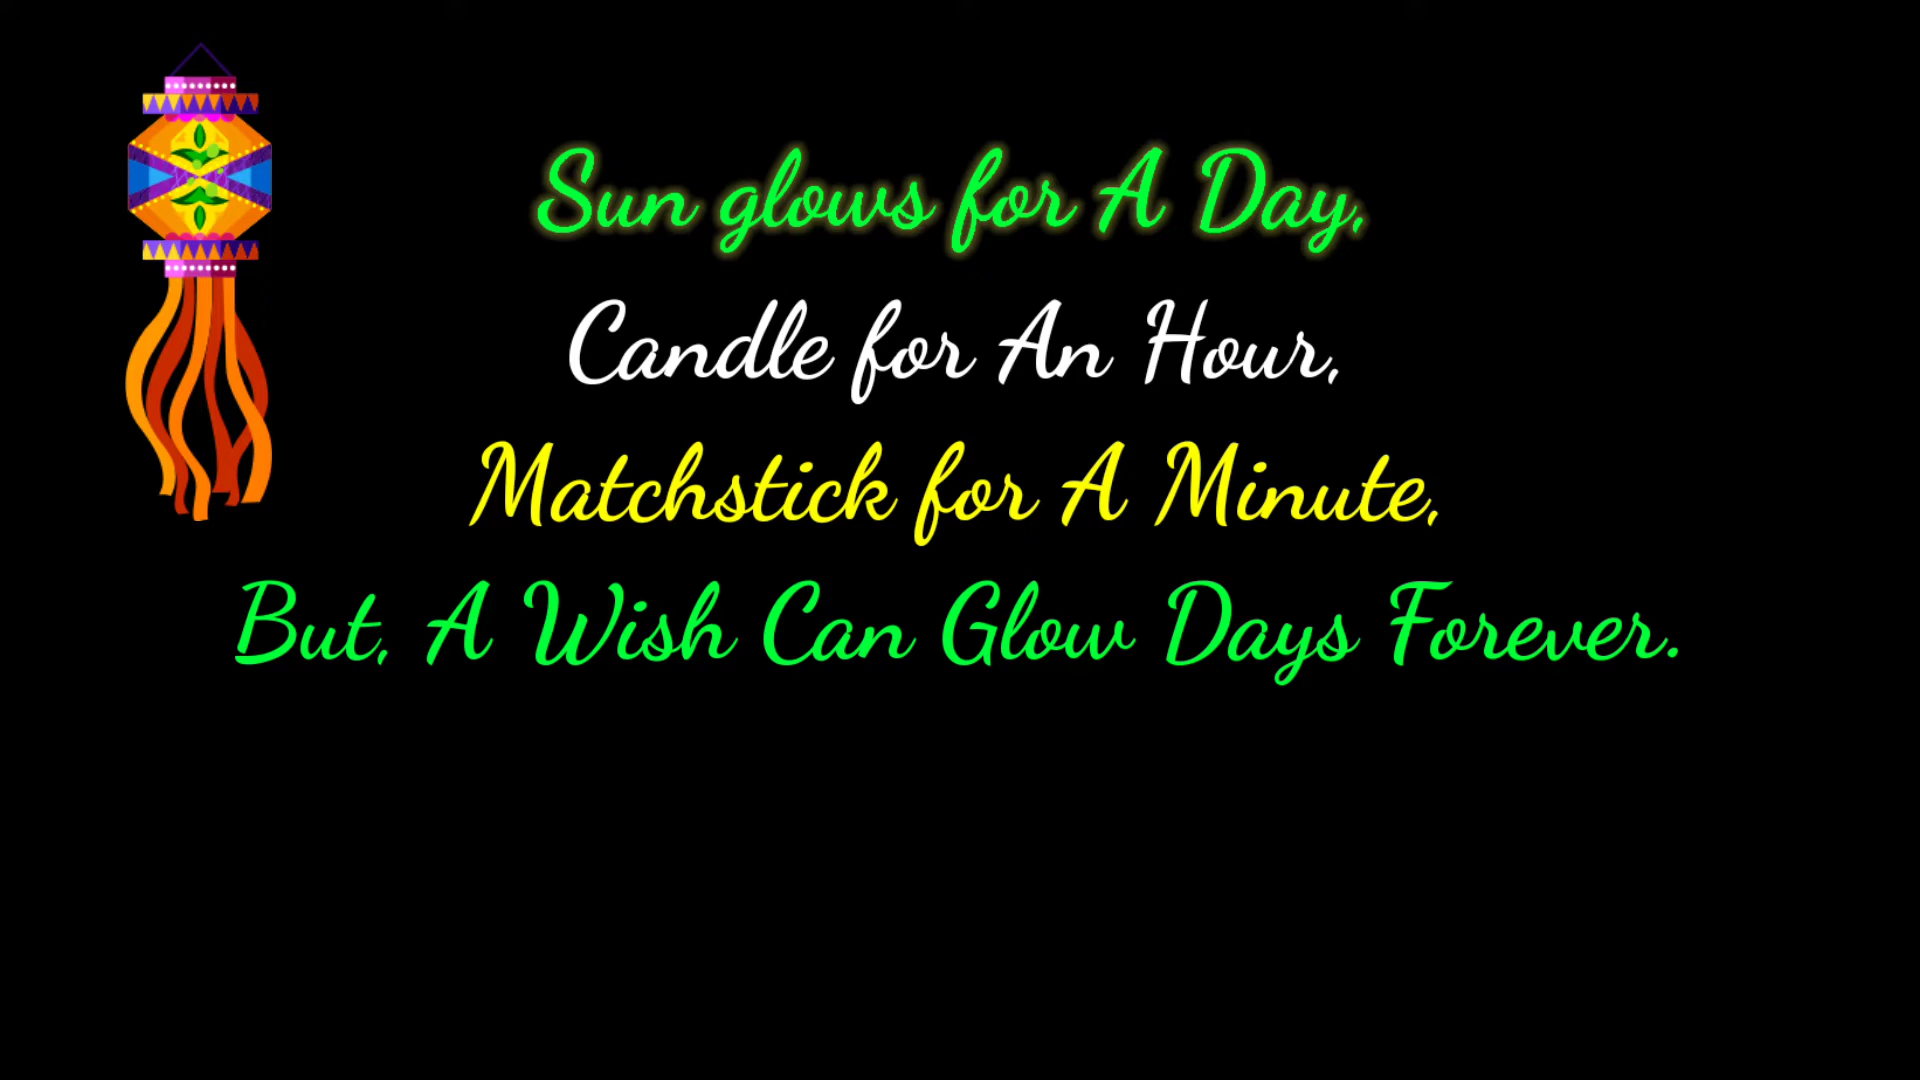 Sun glows for A Day,
Candle for An Hour,
Matchstick for A Minute,
But, A Wish Can Glow Days Forever.